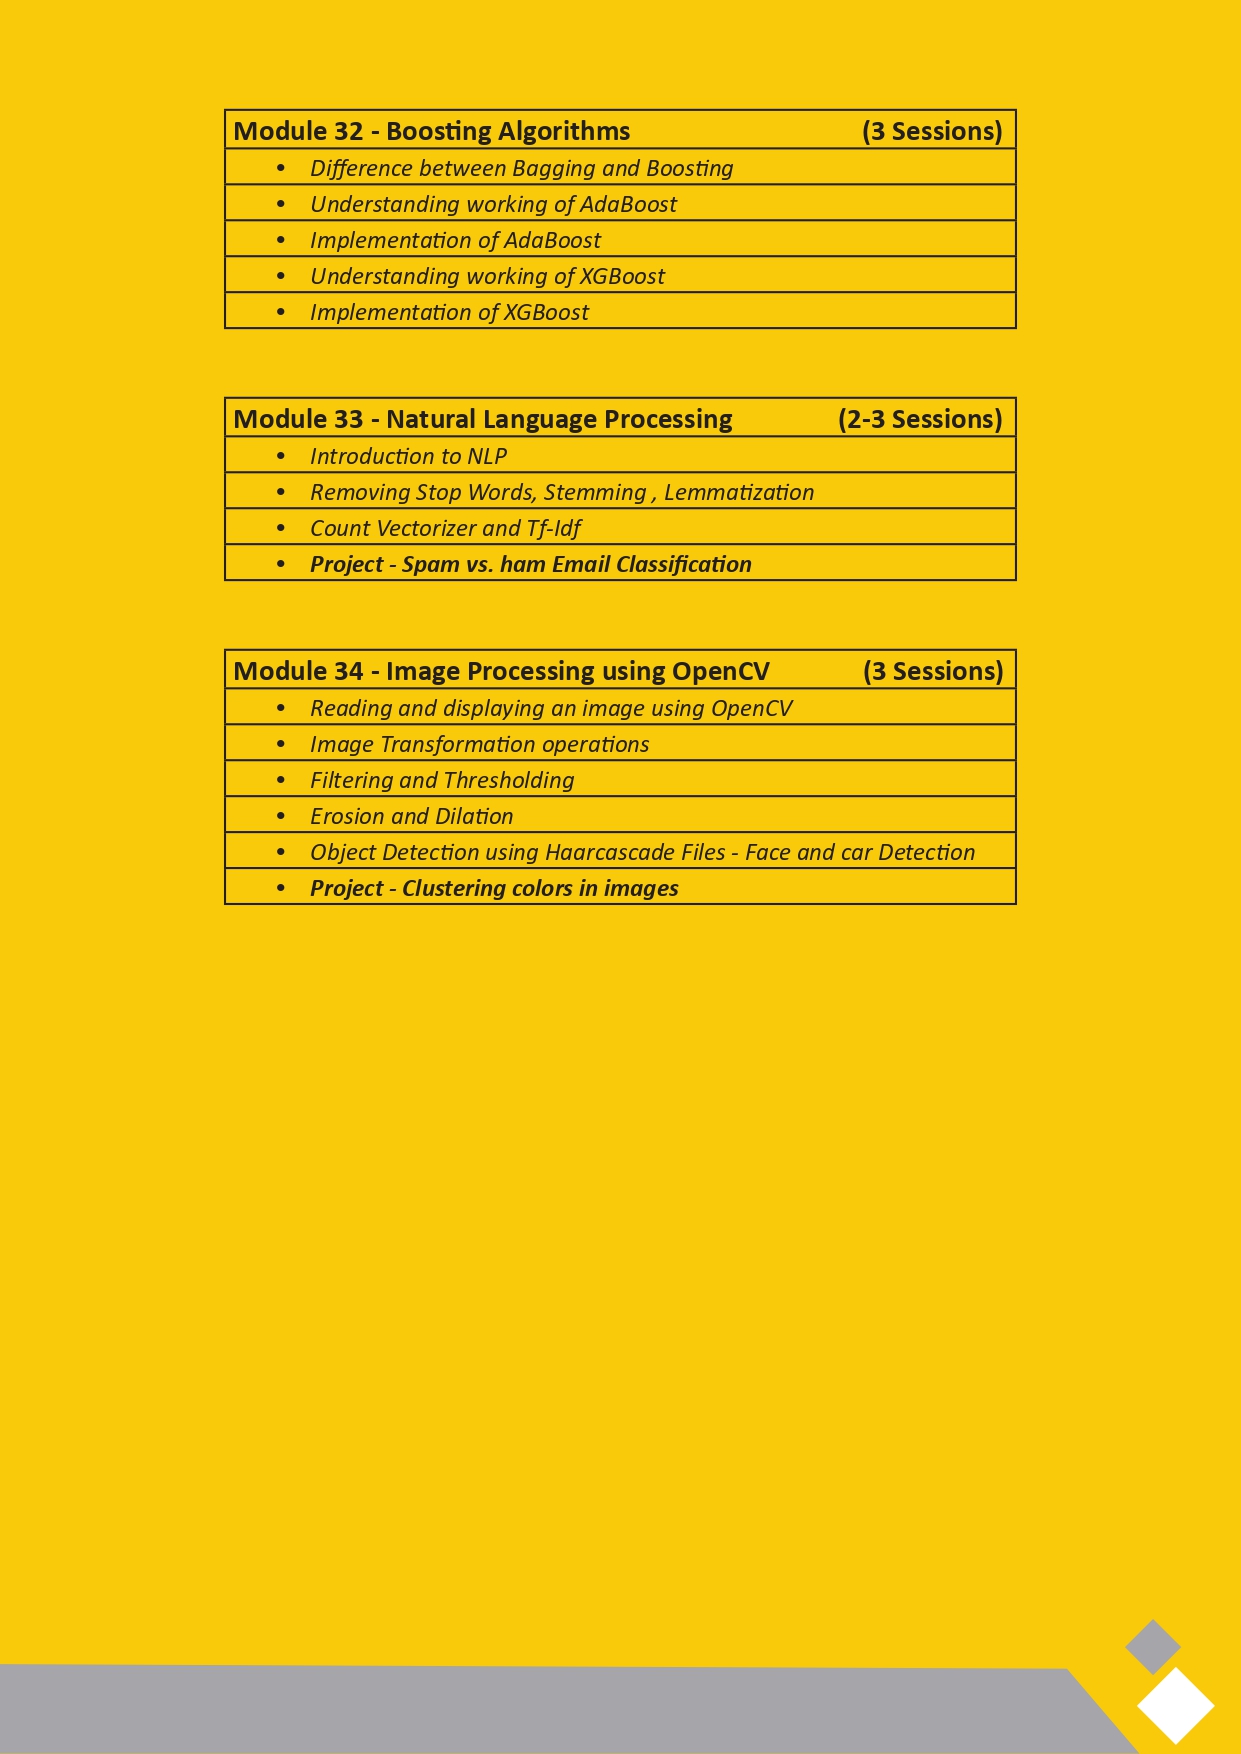 Module 32 - Boosting Algorithms (3 Sessions)
• Difference between Bagging and Boosting
• Understanding working of AdaBoost
• Implementation of AdaBoost
• Understanding working of XGBoost
• Implementation of XGBoost
Module 33 - Natural Language Processing (2-3 Sessions)
• Introduction to NLP
• Removing Stop Words, Stemming , Lemmatization
• Count Vectorizer and Tf-Idf
• Project - Spam vs. ham Email Classification
Module 34 - Image Processing using OpenCV (3 Sessions)
• Reading and displaying an image using OpenCV
• Image Transformation operations
• Filtering and Thresholding
• Erosion and Dilation
• Object Detection using Haarcascade Files - Face and car Detection
• Project - Clustering colors in images